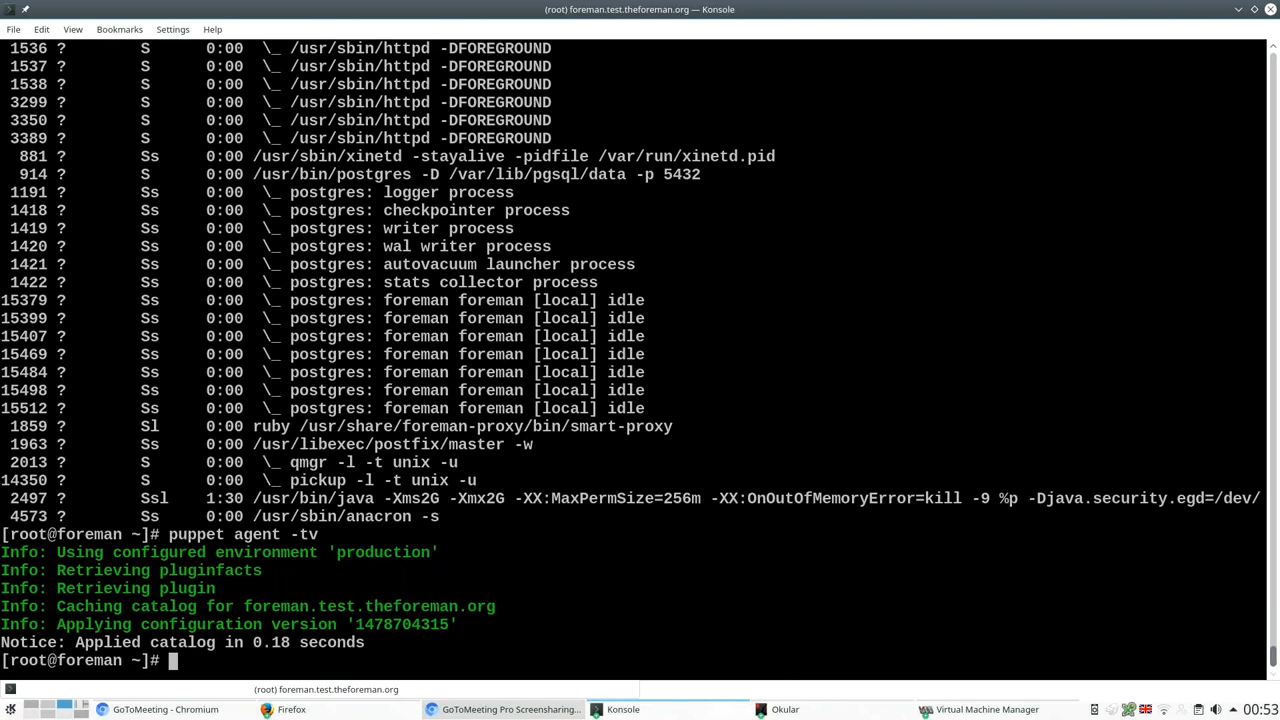 (root) foreman.test.theforeman.org — Konsole
File Edit View Bookmarks Settings Help
1536 ? S 0:00 \_ /usr/sbin/httpd -DFOREGROUND
1537 ? S 0:00 \_ /usr/sbin/httpd -DFOREGROUND
1538 ? S 0:00 \_ /usr/sbin/httpd -DFOREGROUND
3299 ? S 0:00 \_ /usr/sbin/httpd -DFOREGROUND
3350 ? S 0:00 \_ /usr/sbin/httpd -DFOREGROUND
3389 ? S 0:00 \_ /usr/sbin/httpd -DFOREGROUND
881 ? Ss 0:00 /usr/sbin/xinetd -stayalive -pidfile /var/run/xinetd.pid
914 ? S 0:00 /usr/bin/postgres -D /var/lib/pgsql/data -p 5432
1191 ? Ss 0:00 \_ postgres: logger process
1418 ? Ss 0:00 \_ postgres: checkpointer process
1419 ? Ss 0:00 \_ postgres: writer process
1420 ? Ss 0:00 \_ postgres: wal writer process
1421 ? Ss 0:00 \_ postgres: autovacuum launcher process
1422 ? Ss 0:00 \_ postgres: stats collector process
15379 ? Ss 0:00 \_ postgres: foreman foreman [local] idle
15399 ? Ss 0:00 \_ postgres: foreman foreman [local] idle
15407 ? Ss 0:00 \_ postgres: foreman foreman [local] idle
15469 ? Ss 0:00 \_ postgres: foreman foreman [local] idle
15484 ? Ss 0:00 \_ postgres: foreman foreman [local] idle
15498 ? Ss 0:00 \_ postgres: foreman foreman [local] idle
15512 ? Ss 0:00 \_ postgres: foreman foreman [local] idle
1859 ? Sl 0:00 ruby /usr/share/foreman-proxy/bin/smart-proxy
1963 ? Ss 0:00 /usr/libexec/postfix/master -w
2013 ? S 0:00 \_ qmgr -l -t unix -u
14350 ? S 0:00 \_ pickup -l -t unix -u
2497 ? Ssl 1:30 /usr/bin/java -Xms2G -Xmx2G -XX:MaxPermSize=256m -XX:OnOutOfMemoryError=kill -9 %p -Djava.security.egd=/dev/
4573 ? Ss 0:00 /usr/sbin/anacron -s
[root@foreman ~]# puppet agent -tv
Info: Using configured environment 'production'
Info: Retrieving pluginfacts
Info: Retrieving plugin
Info: Caching catalog for foreman.test.theforeman.org
Info: Applying configuration version '1478704315'
Notice: Applied catalog in 0.18 seconds
[root@foreman ~]#
(root) foreman.test.theforeman.org
GoToMeeting - Chromium Firefox GoToMeeting Pro Screensharing... Konsole Okular Virtual Machine Manager 00:53